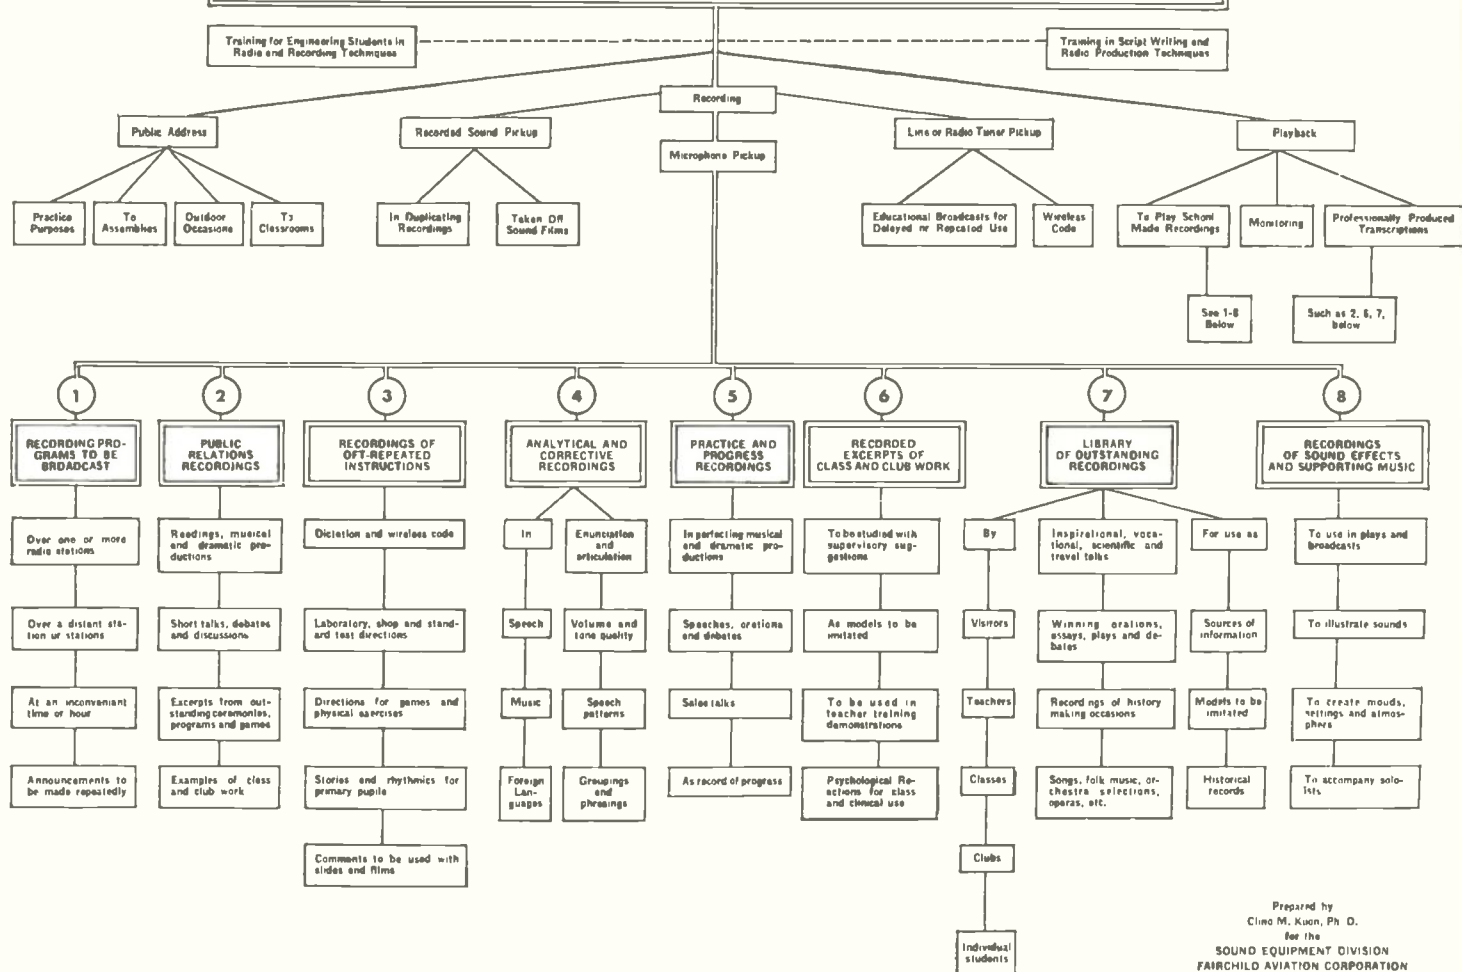 Training for Engineering Students in
Radio and Recording Techniques
Training in Script Writing and
Radio Production Techniques
Recording
Public Address
Recorded Sound Pickup
Microphone Pickup
Line or Radio Tuner Pickup
Playback
Practice
Purposes
To
Assemblies
Outdoor
Occasions
To
Classrooms
In Duplicating
Recordings
Taken Off
Sound Films
Educational Broadcasts for
Delayed or Repeated Use
Wireless
Code
To Play School
Made Recordings
Monitoring
Professionally Produced
Transcriptions
See 1-8
Below
Such as 2, 6, 7,
below
1
2
3
4
5
6
7
8
RECORDING PRO-
GRAMS TO BE
BROADCAST
PUBLIC
RELATIONS
RECORDINGS
RECORDINGS OF
OFT-REPEATED
INSTRUCTIONS
ANALYTICAL AND
CORRECTIVE
RECORDINGS
PRACTICE AND
PROGRESS
RECORDINGS
RECORDED
EXCERPTS OF
CLASS AND CLUB WORK
LIBRARY
OF OUTSTANDING
RECORDINGS
RECORDINGS
OF SOUND EFFECTS
AND SUPPORTING MUSIC
Over one or more
radio stations
Over a distant sta-
tion or stations
At an inconvenient
time or hour
Announcements to
be made repeatedly
Readings, musical
and dramatic pro-
ductions
Short talks, debates
and discussions
Excerpts from out-
standing ceremonies,
programs and games
Examples of class
and club work
Dictation and wireless code
Laboratory, shop and stand-
ard test directions
Directions for games and
physical exercises
Stories and rhythmics for
primary pupils
Comments to be used with
slides and films
In
Speech
Music
Foreign
Lan-
guages
Enunciation
and
articulation
Volume and
tone quality
Speech
patterns
Groupings
and
phrasings
In perfecting musical
and dramatic pro-
ductions
Speeches, orations
and debates
Sales talks
As record of progress
To be studied with
supervisory sug-
gestions
As models to be
imitated
To be used in
teacher training
demonstrations
Psychological Re-
actions for class
and clinical use
By
Visitors
Teachers
Classes
Clubs
Individual
students
Inspirational, voca-
tional, scientific and
travel talks
Winning orations,
essays, plays and de-
bates
Recordings of history
making occasions
Songs, folk music, or-
chestra selections,
operas, etc.
For use as
Sources of
information
Models to be
imitated
Historical
records
To use in plays and
broadcasts
To illustrate sounds
To create moods,
settings and atmos-
phere
To accompany solo-
ists
Prepared by
M. Ph. D.
for the
SOUND EQUIPMENT DIVISION
FAIRCHILD AVIATION CORPORATION